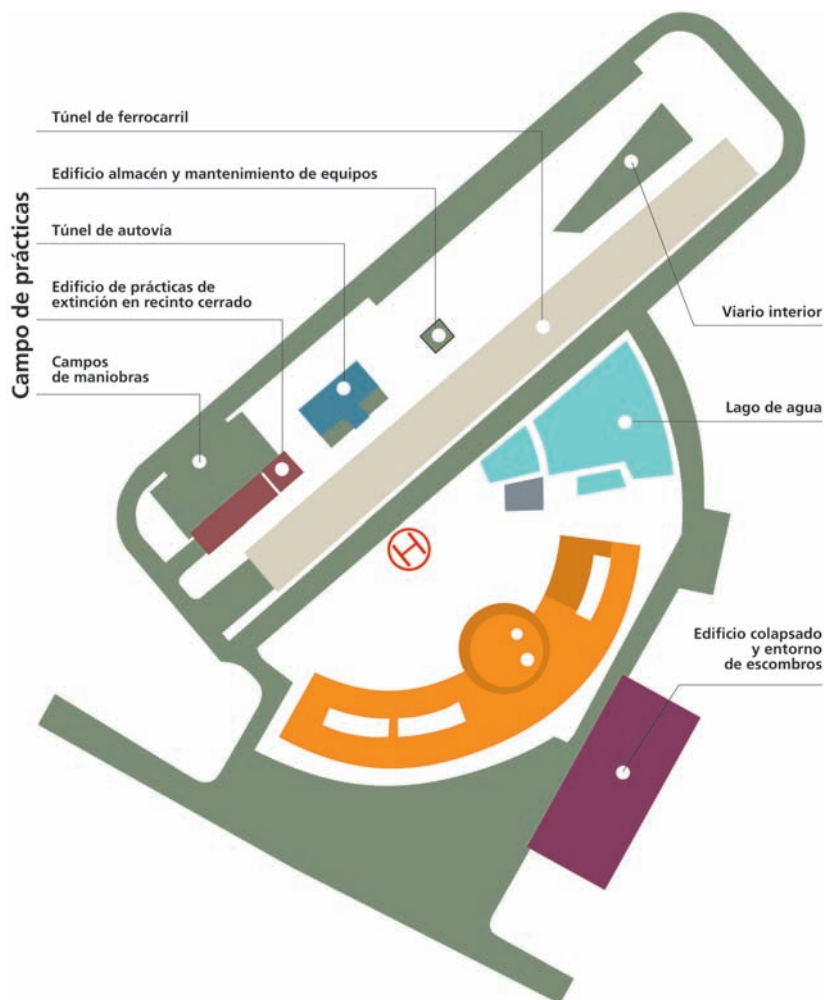 Campo de prácticas
Túnel de ferrocarril
Edificio almacén y mantenimiento de equipos
Túnel de autovía
Edificio de prácticas de
extinción en recinto cerrado
Campos
de maniobras
Viario interior
Lago de agua
H
Edificio colapsado
y entorno
de escombros